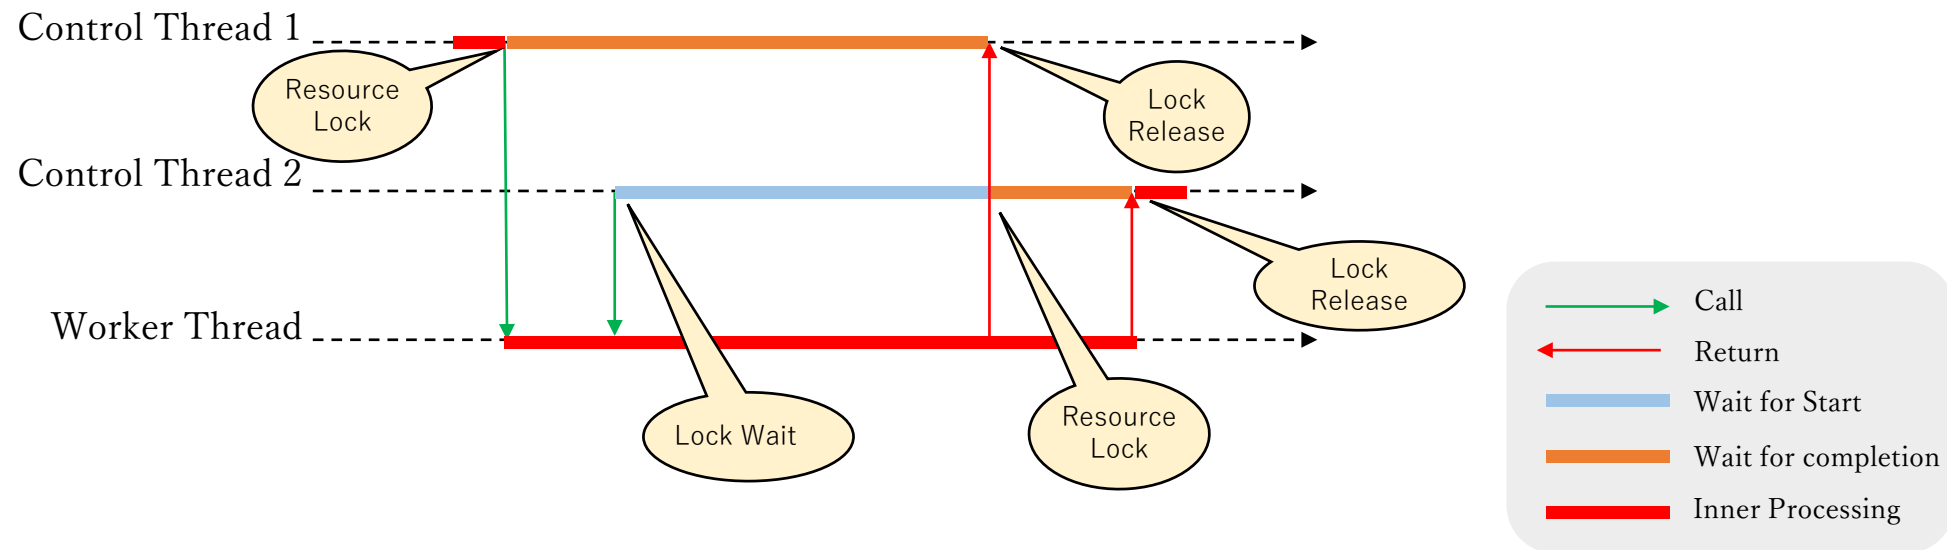 Control Thread 1
Resource
Lock
Lock
Release
Control Thread 2
Lock
Release
Worker Thread
Resource
Lock
Lock Wait
Call
Return
Wait for Start
Wait for completion
Inner Processing